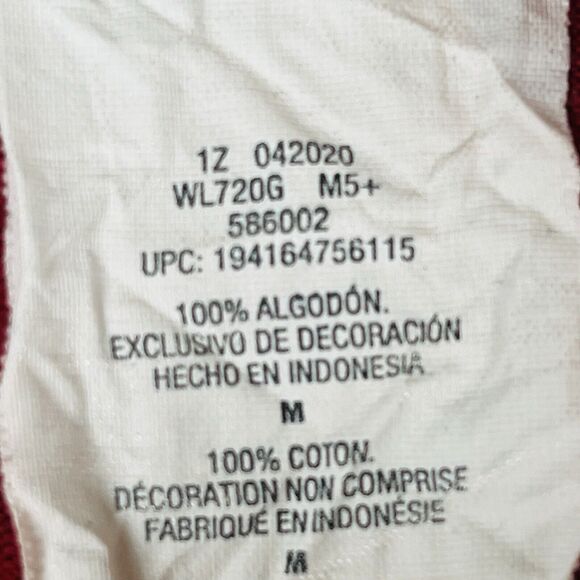 1Z 042020
WL720G M5+
586002
UPC: 194164756115
100% ALGODÓN.
EXCLUSIVO DE DECORACIÓN
HECHO EN INDONESIA
M
100% COTON.
DÉCORATION NON COMPRISE
FABRIQUÉ EN INDONÉSIE
M